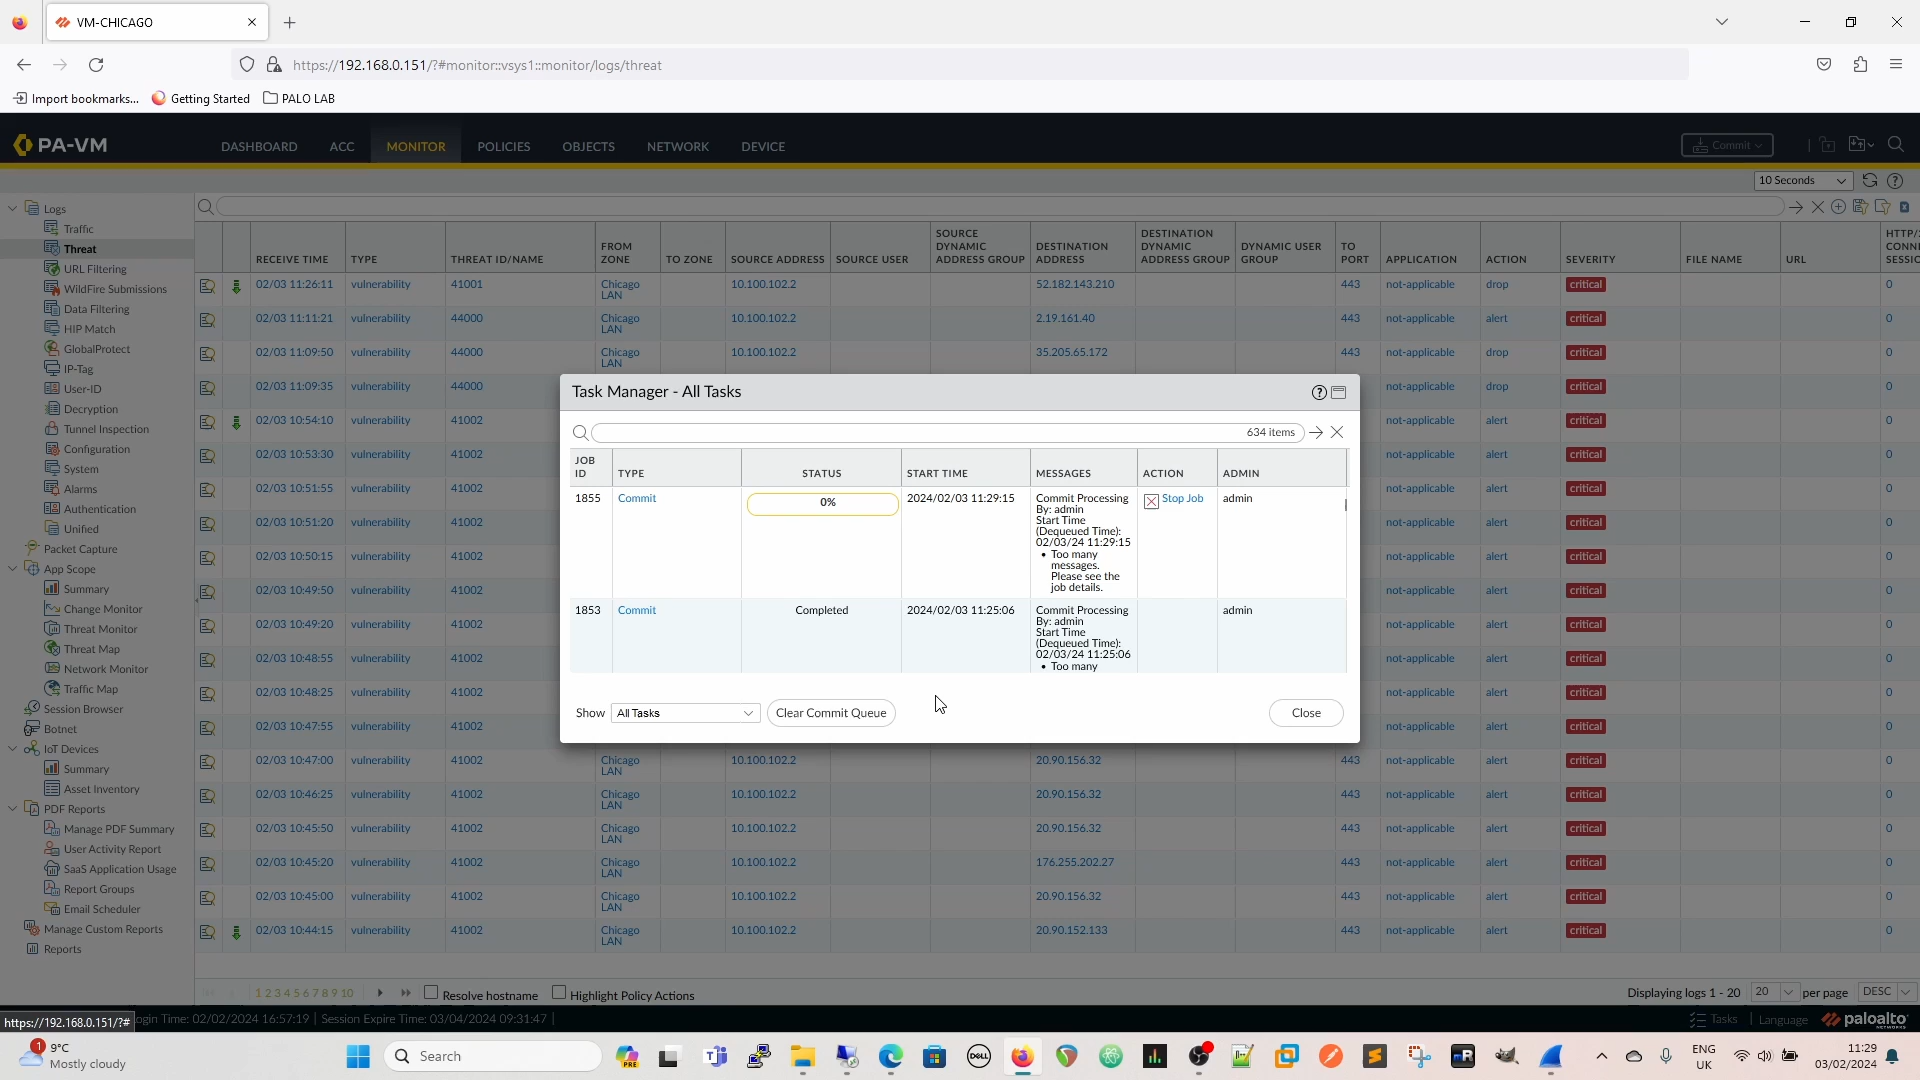 VM-CHICAGO
https://192.168.0.151/?#monitor::vsys1::monitor/logs/threat
Import bookmarks... Getting Started PALO LAB
PA-VM DASHBOARD ACC MONITOR POLICIES OBJECTS NETWORK DEVICE Commit
10 Seconds
Logs
Traffic
Threat
URL Filtering
WildFire Submissions
Data Filtering
HIP Match
GlobalProtect
IP-Tag
User-ID
Decryption
Tunnel Inspection
Configuration
System
Alarms
Authentication
Unified
Packet Capture
App Scope
Summary
Change Monitor
Threat Monitor
Threat Map
Network Monitor
Traffic Map
Session Browser
Botnet
IoT Devices
Summary
Asset Inventory
PDF Reports
Manage PDF Summary
User Activity Report
SaaS Application Usage
Report Groups
Email Scheduler
Manage Custom Reports
Reports
RECEIVE TIME TYPE THREAT ID/NAME FROM ZONE TO ZONE SOURCE ADDRESS SOURCE USER SOURCE DYNAMIC ADDRESS GROUP DESTINATION ADDRESS DESTINATION DYNAMIC ADDRESS GROUP DYNAMIC USER GROUP TO PORT APPLICATION ACTION SEVERITY FILE NAME URL HTTP/ CONNE SESSIO
02/03 11:26:11 vulnerability 41001 Chicago LAN 10.100.102.2 52.182.143.210 443 not-applicable drop critical 0
02/03 11:11:21 vulnerability 44000 Chicago LAN 10.100.102.2 2.19.161.40 443 not-applicable alert critical 0
02/03 11:09:50 vulnerability 44000 Chicago LAN 10.100.102.2 35.205.65.172 443 not-applicable drop critical 0
02/03 11:09:35 vulnerability 44000 not-applicable drop critical 0
02/03 10:54:10 vulnerability 41002 not-applicable alert critical 0
02/03 10:53:30 vulnerability 41002 not-applicable alert critical 0
02/03 10:51:55 vulnerability 41002 not-applicable alert critical 0
02/03 10:51:20 vulnerability 41002 not-applicable alert critical 0
02/03 10:50:15 vulnerability 41002 not-applicable alert critical 0
02/03 10:49:50 vulnerability 41002 not-applicable alert critical 0
02/03 10:49:20 vulnerability 41002 not-applicable alert critical 0
02/03 10:48:55 vulnerability 41002 not-applicable alert critical 0
02/03 10:48:25 vulnerability 41002 not-applicable alert critical 0
02/03 10:47:55 vulnerability 41002 not-applicable alert critical 0
02/03 10:47:00 vulnerability 41002 Chicago LAN 10.100.102.2 20.90.156.32 443 not-applicable alert critical 0
02/03 10:46:25 vulnerability 41002 Chicago LAN 10.100.102.2 20.90.156.32 443 not-applicable alert critical 0
02/03 10:45:50 vulnerability 41002 Chicago LAN 10.100.102.2 20.90.156.32 443 not-applicable alert critical 0
02/03 10:45:20 vulnerability 41002 Chicago LAN 10.100.102.2 176.255.202.27 443 not-applicable alert critical 0
02/03 10:45:00 vulnerability 41002 Chicago LAN 10.100.102.2 20.90.156.32 443 not-applicable alert critical 0
02/03 10:44:15 vulnerability 41002 Chicago LAN 10.100.102.2 20.90.152.133 443 not-applicable alert critical 0
Task Manager - All Tasks
634 items
JOB ID TYPE STATUS START TIME MESSAGES ACTION ADMIN
1855 Commit 0% 2024/02/03 11:29:15 Commit Processing Stop Job admin
By: admin
Start Time
(Dequeued Time):
02/03/24 11:29:15
• Too many
messages.
Please see the
job details.
1853 Commit Completed 2024/02/03 11:25:06 Commit Processing admin
By: admin
Start Time
(Dequeued Time):
02/03/24 11:25:06
• Too many
Show All Tasks Clear Commit Queue Close
1 2 3 4 5 6 7 8 9 10 Resolve hostname Highlight Policy Actions Displaying logs 1 - 20 20 per page DESC
https://192.168.0.151/?# ogin Time: 02/02/2024 16:57:19 | Session Expire Time: 03/04/2024 09:31:47 | Tasks | Language paloalto NETWORKS
1 9°C
Mostly cloudy
Search
PRE
DELL
ENG
UK
11:29
03/02/2024